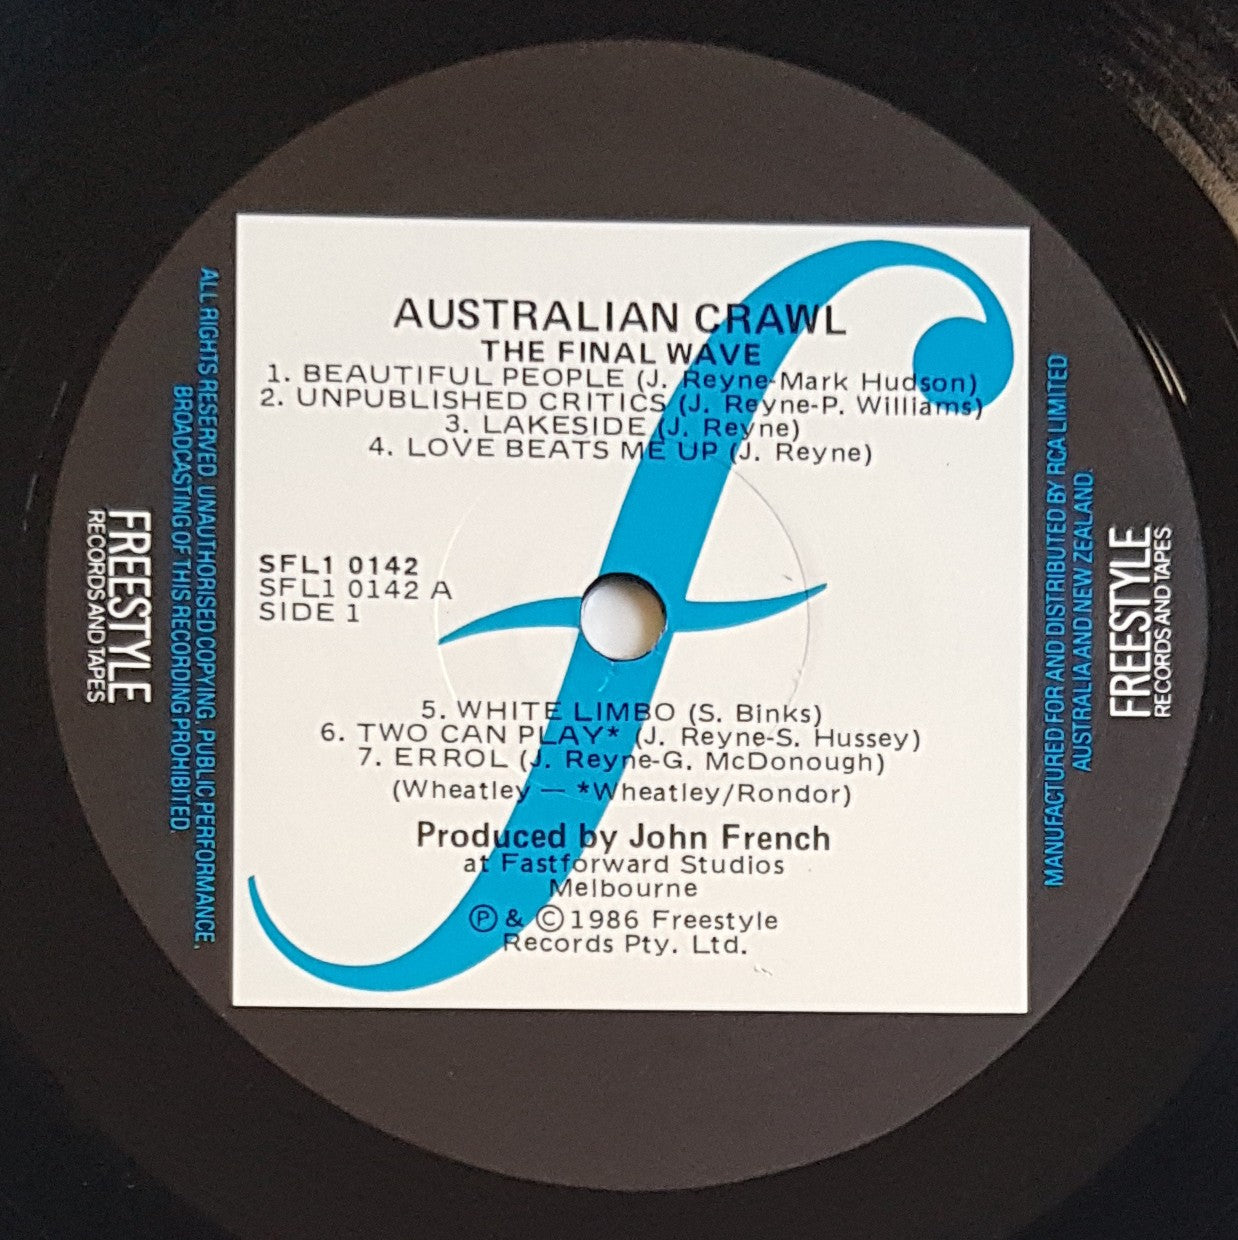 AUSTRALIAN CRAWL
THE FINAL WAVE
1. BEAUTIFUL PEOPLE (J. Reyne-Mark Hudson)
2. UNPUBLISHED CRITICS (J. Reyne-P. Williams)
3. LAKESIDE (J. Reyne)
4. LOVE BEATS ME UP (J. Reyne)
SFL1 0142
SFL1 0142 A
SIDE 1
5. WHITE LIMBO (S. Binks)
6. TWO CAN PLAY* (J. Reyne-S. Hussey)
7. ERROL (J. Reyne-G. McDonough)
(Wheatley — *Wheatley/Rondor)
Produced by John French
at Fastforward Studios
Melbourne
Ⓟ & © 1986 Freestyle
Records Pty. Ltd.
ALL RIGHTS RESERVED. UNAUTHORISED COPYING. PUBLIC PERFORMANCE.
BROADCASTING OF THIS RECORDING PROHIBITED.
FREESTYLE
RECORDS AND TAPES
MANUFACTURED FOR AND DISTRIBUTED BY RCA LIMITED
AUSTRALIA AND NEW ZEALAND.
FREESTYLE
RECORDS AND TAPES